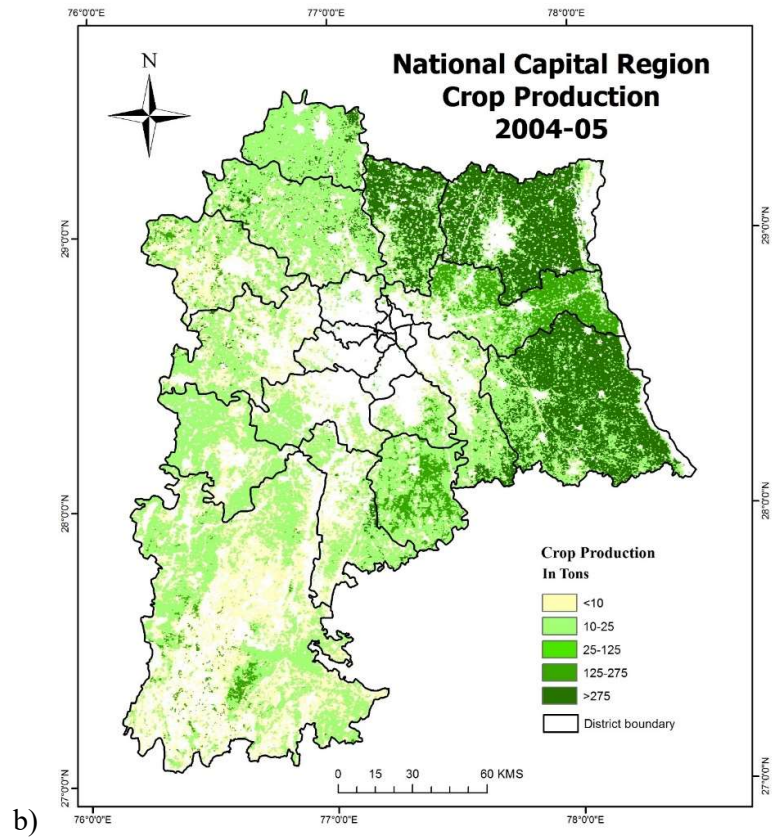 76°0'0"E 77°0'0"E 78°0'0"E
N
National Capital Region
Crop Production
2004-05
29°0'0"N 29°0'0"N
28°0'0"N 28°0'0"N
Crop Production
In Tons
<10
10-25
25-125
125-275
>275
District boundary
0 15 30 60 KMS
27°0'0"N 27°0'0"N
76°0'0"E 77°0'0"E 78°0'0"E
b)